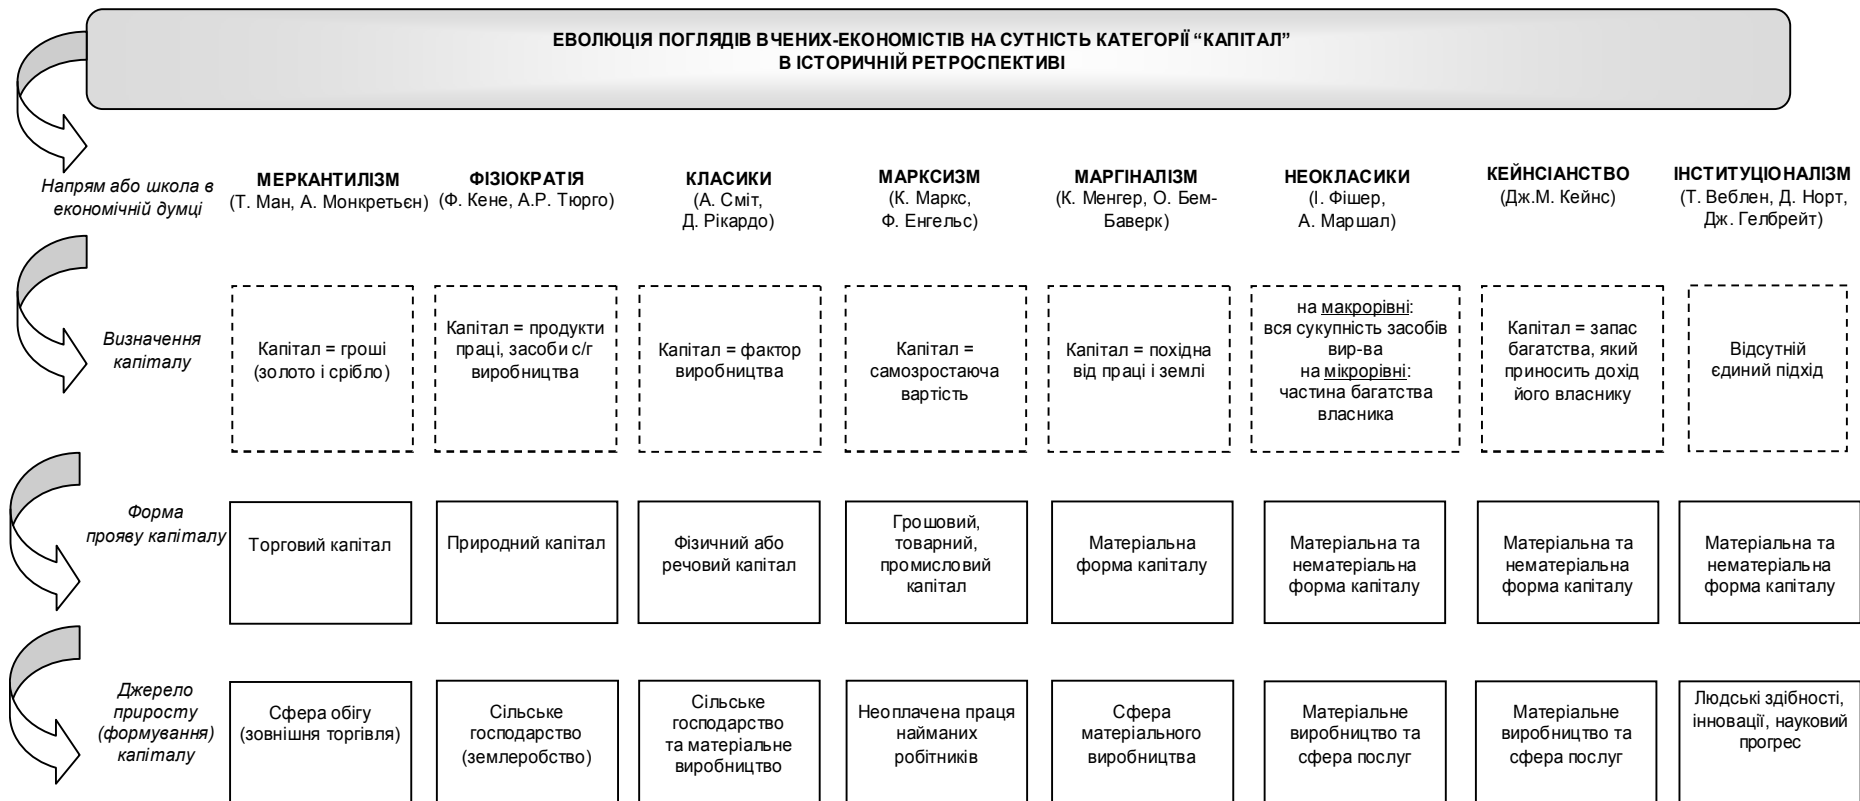 ЕВОЛЮЦІЯ ПОГЛЯДІВ ВЧЕНИХ-ЕКОНОМІСТІВ НА СУТНІСТЬ КАТЕГОРІЇ “КАПІТАЛ”
В ІСТОРИЧНІЙ РЕТРОСПЕКТИВІ
Напрям або школа в
економічній думці
МЕРКАНТИЛІЗМ
(Т. Ман, А. Монкретьєн)
ФІЗІОКРАТІЯ
(Ф. Кене, А.Р. Тюрго)
КЛАСИКИ
(А. Сміт,
Д. Рікардо)
МАРКСИЗМ
(К. Маркс,
Ф. Енгельс)
МАРГІНАЛІЗМ
(К. Менгер, О. Бем-
Баверк)
НЕОКЛАСИКИ
(І. Фішер,
А. Маршал)
КЕЙНСІАНСТВО
(Дж.М. Кейнс)
ІНСТИТУЦІОНАЛІЗМ
(Т. Веблен, Д. Норт,
Дж. Гелбрейт)
Визначення
капіталу
Капітал = гроші
(золото і срібло)
Капітал = продукти
праці, засоби с/г
виробництва
Капітал = фактор
виробництва
Капітал =
самозростаюча
вартість
Капітал = похідна
від праці і землі
на макрорівні:
вся сукупність засобів
вир-ва
на мікрорівні:
частина багатства
власника
Капітал = запас
багатства, який
приносить дохід
його власнику
Відсутній
єдиний підхід
Форма
прояву капіталу
Торговий капітал
Природний капітал
Фізичний або
речовий капітал
Грошовий,
товарний,
промисловий
капітал
Матеріальна
форма капіталу
Матеріальна та
нематеріальна
форма капіталу
Матеріальна та
нематеріальна
форма капіталу
Матеріальна та
нематеріальна
форма капіталу
Джерело
приросту
(формування)
капіталу
Сфера обігу
(зовнішня торгівля)
Сільське
господарство
(землеробство)
Сільське
господарство
та матеріальне
виробництво
Неоплачена праця
найманих
робітників
Сфера
матеріального
виробництва
Матеріальне
виробництво та
сфера послуг
Матеріальне
виробництво та
сфера послуг
Людські здібності,
інновації, науковий
прогрес